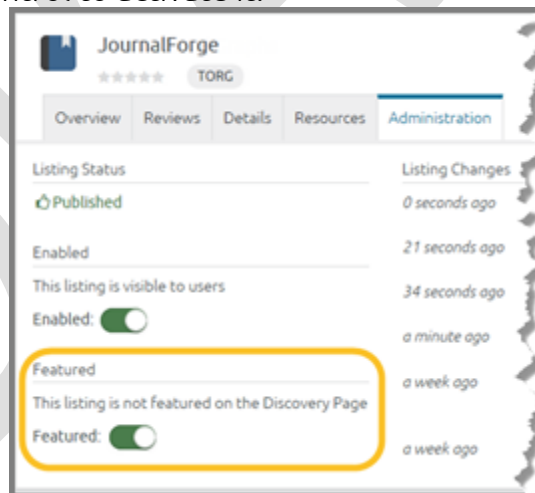 JournalForge
TORG
Overview Reviews Details Resources Administration
Listing Status
Published
Enabled
This listing is visible to users
Enabled:
Featured
This listing is not featured on the Discovery Page
Featured:
Listing Changes
0 seconds ago
21 seconds ago
34 seconds ago
a minute ago
a week ago
a week ago